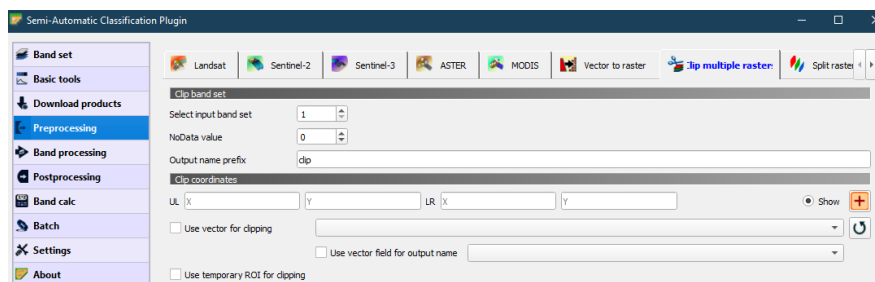 Semi-Automatic Classification Plugin
Band set
Basic tools
Download products
Preprocessing
Band processing
Postprocessing
Band calc
Batch
Settings
About
Landsat Sentinel-2 Sentinel-3 ASTER MODIS Vector to raster Clip multiple rasters Split raster
Clip band set
Select input band set 1
NoData value 0
Output name prefix clip
Clip coordinates
UL X Y LR X Y Show
Use vector for clipping
Use vector field for output name
Use temporary ROI for clipping